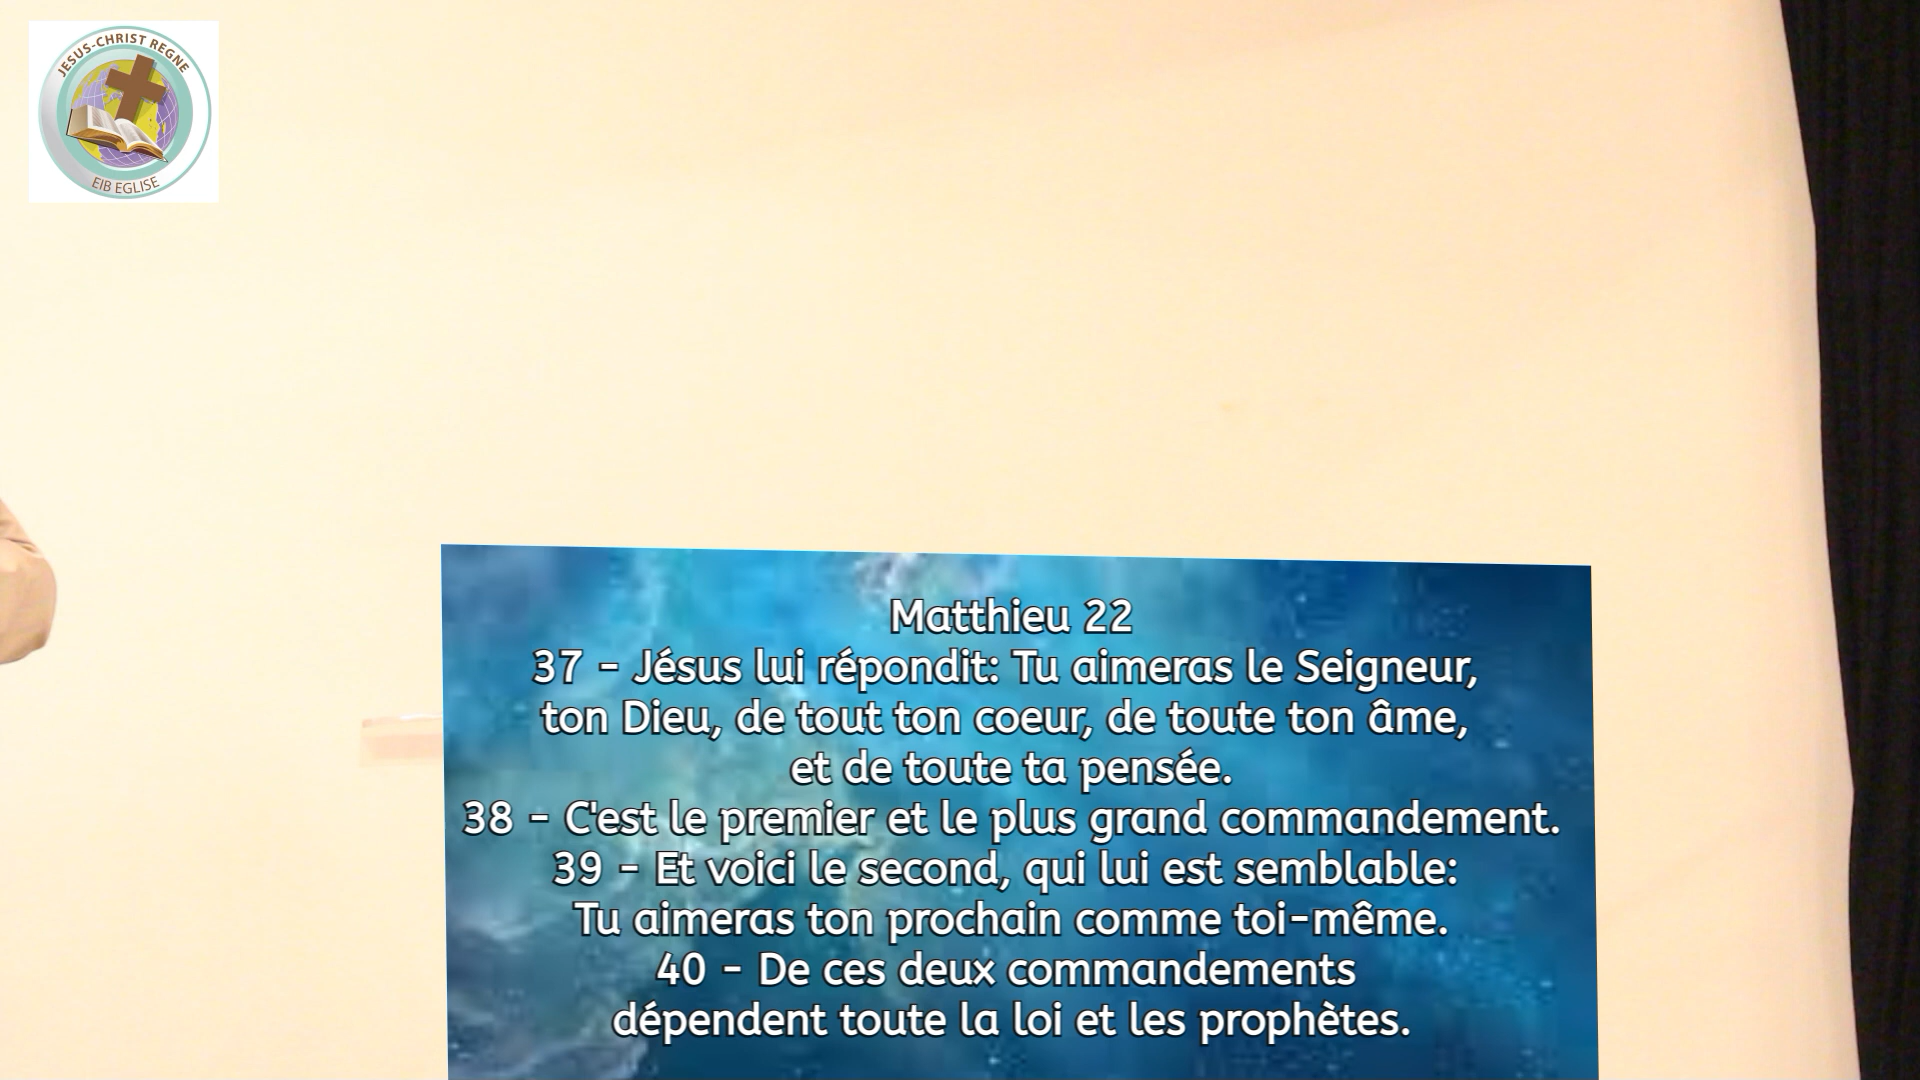 JESUS-CHRIST REGNE
EIB EGLISE
Matthieu 22
37 - Jésus lui répondit: Tu aimeras le Seigneur,
ton Dieu, de tout ton coeur, de toute ton âme,
et de toute ta pensée.
38 - C'est le premier et le plus grand commandement.
39 - Et voici le second, qui lui est semblable:
Tu aimeras ton prochain comme toi-même.
40 - De ces deux commandements
dépendent toute la loi et les prophètes.